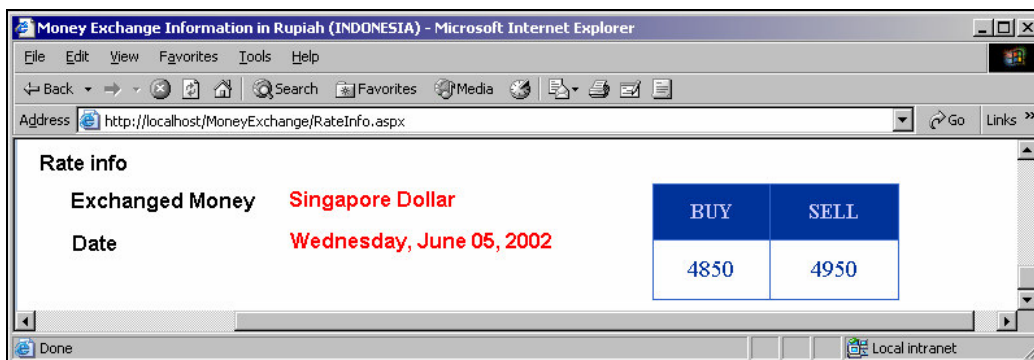 Money Exchange Information in Rupiah (INDONESIA) - Microsoft Internet Explorer
File Edit View Favorites Tools Help
Back Search Favorites Media
Address http://localhost/MoneyExchange/RateInfo.aspx Go Links »
Rate info
Exchanged Money Singapore Dollar
BUY SELL
Date Wednesday, June 05, 2002
4850 4950
Done Local intranet